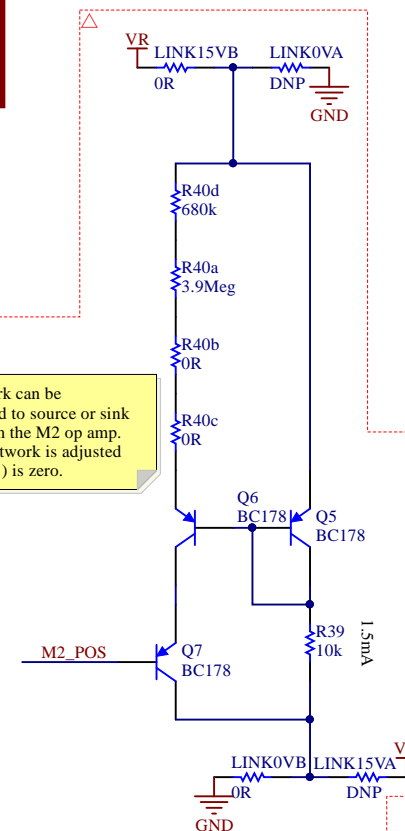 VR
LINK15VB
LINK0VA
0R
DNP
GND
R40d
680k
R40a
3.9Meg
R40b
0R
R40c
0R
rk can be
d to source or sink
n the M2 op amp.
twork is adjusted
) is zero.
Q6
BC178
Q5
BC178
M2_POS
Q7
BC178
R39
10k
1.5mA
LINK0VB
LINK15VA
0R
DNP
GND